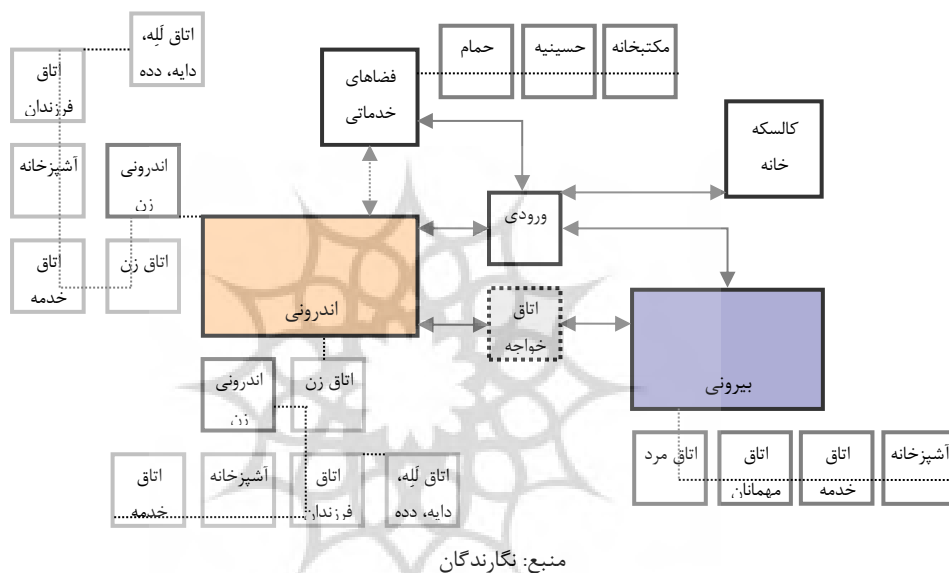 اتاق لَلِه،
دایه، دده
اتاق
فرزندان
آشپزخانه
اندرونی
زن
اتاق
خدمه
اتاق زن
فضاهای
خدماتی
حمام
حسینیه
مکتبخانه
کالسکه
خانه
ورودی
اندرونی
اتاق
خواجه
بیرونی
اندرونی
زن
اتاق زن
اتاق
خدمه
آشپزخانه
اتاق
فرزندان
اتاق لَلِه،
دایه، دده
اتاق مرد
اتاق
مهمانان
اتاق
خدمه
آشپزخانه
منبع: نگارندگان